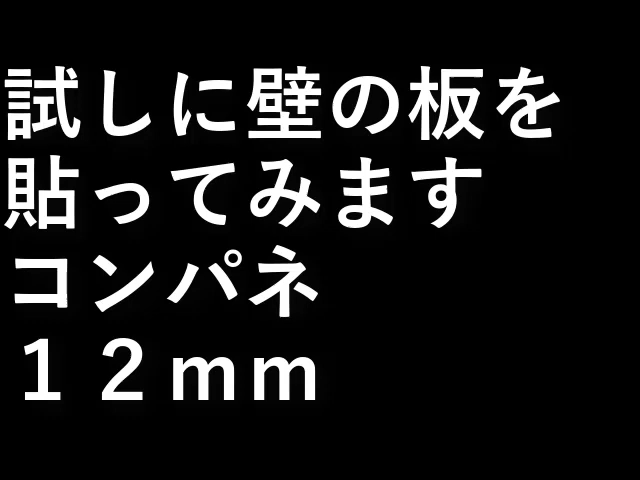 試しに壁の板を
貼ってみます
コンパネ
１２ｍｍ